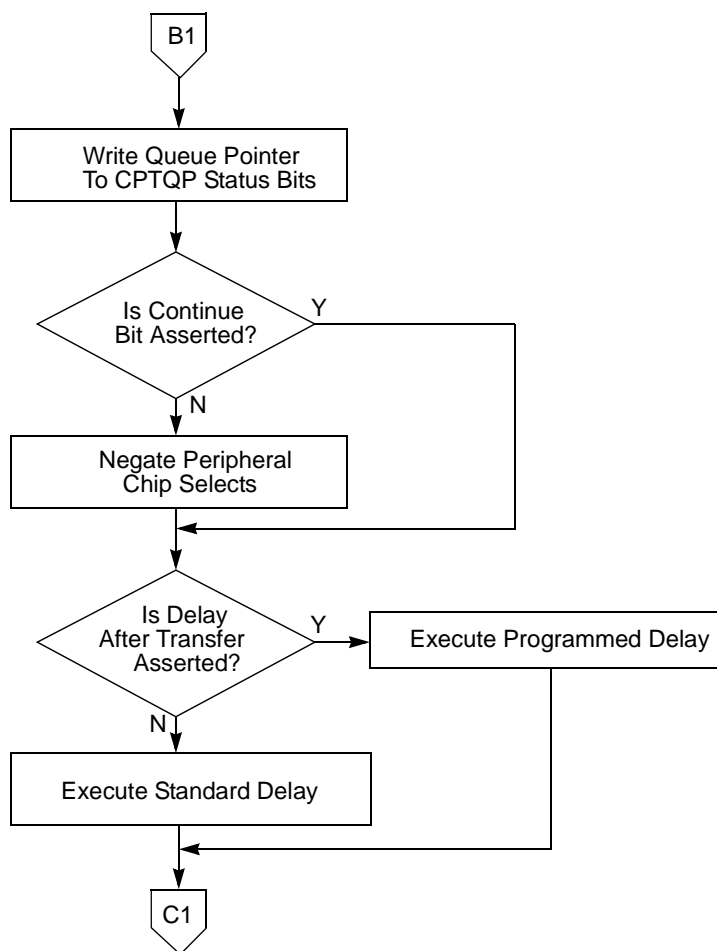 B1
Write Queue Pointer
To CPTQP Status Bits
Is Continue
Bit Asserted?
Y
N
Negate Peripheral
Chip Selects
Is Delay
After Transfer
Asserted?
Y
Execute Programmed Delay
N
Execute Standard Delay
C1